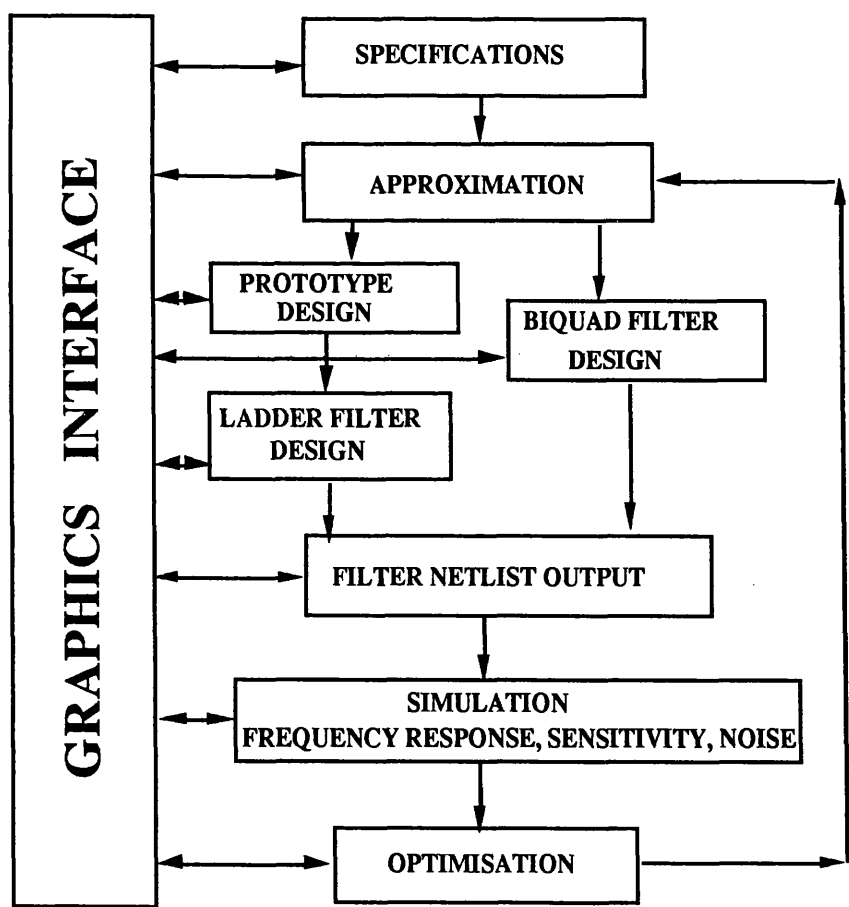 GRAPHICS INTERFACE
SPECIFICATIONS
APPROXIMATION
PROTOTYPE
DESIGN
BIQUAD FILTER
DESIGN
LADDER FILTER
DESIGN
FILTER NETLIST OUTPUT
SIMULATION
FREQUENCY RESPONSE, SENSITIVITY, NOISE
OPTIMISATION